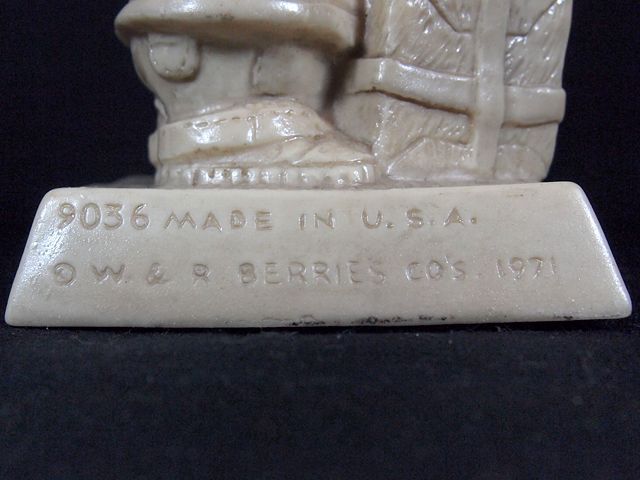 9036 MADE IN U.S.A.
© W. & R BERRIES CO'S. 1971